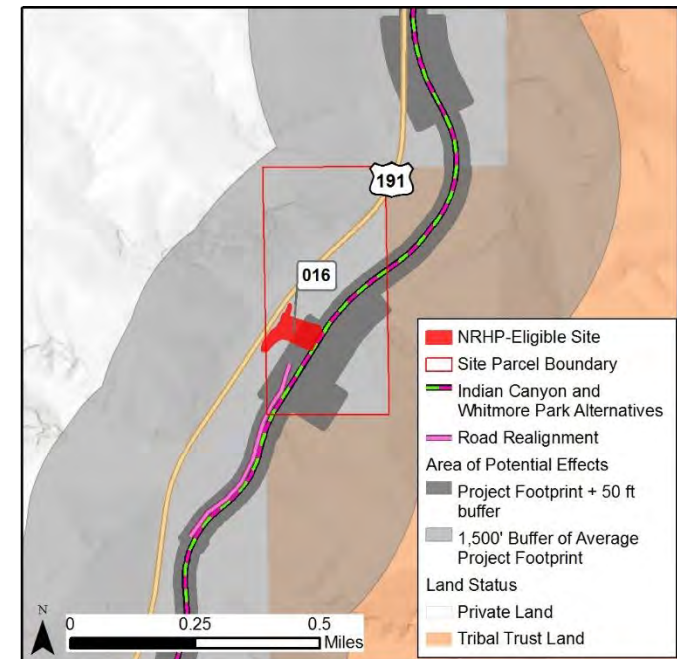 191
016
NRHP-Eligible Site
Site Parcel Boundary
Indian Canyon and
Whitmore Park Alternatives
Road Realignment
Area of Potential Effects
Project Footprint + 50 ft
buffer
1,500' Buffer of Average
Project Footprint
Land Status
Private Land
Tribal Trust Land
N
0 0.25 0.5
Miles